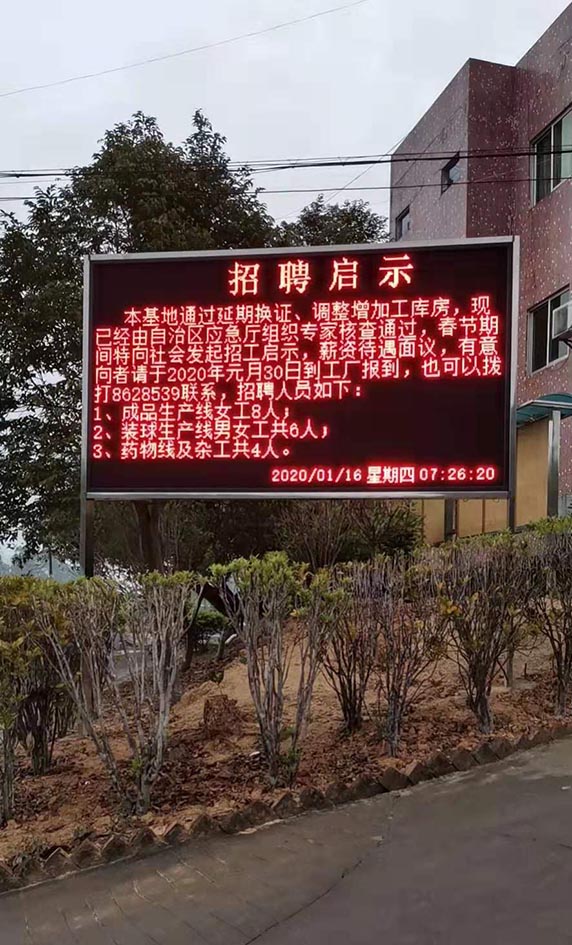 招聘启示
本基地通过延期换证、调整增加工库房,现
已经由自治区应急厅组织专家核查通过,春节期
间特向社会发起招工启示,薪资待遇面议,有意
向者请于2020年元月30日到工厂报到,也可以拨
打8628539联系,招聘人员如下:
1、成品生产线女工8人;
2、装球生产线男女工共6人;
3、药物线及杂工共4人。
2020/01/16 星期四 07:26:20